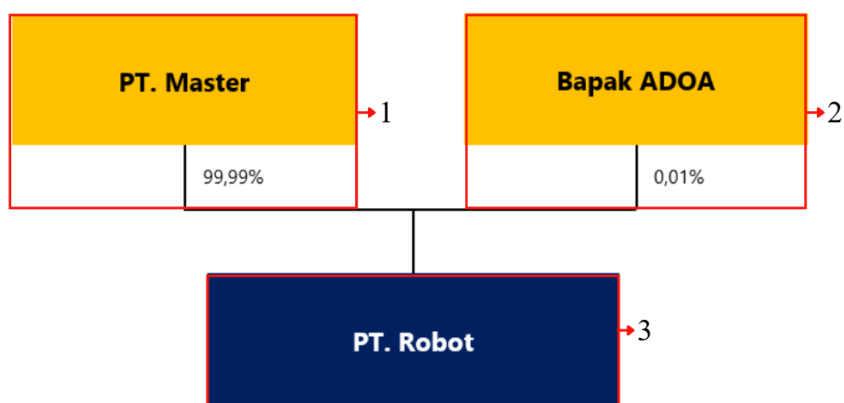 PT. Master
Bapak ADOA
1
2
99,99%
0,01%
PT. Robot
3